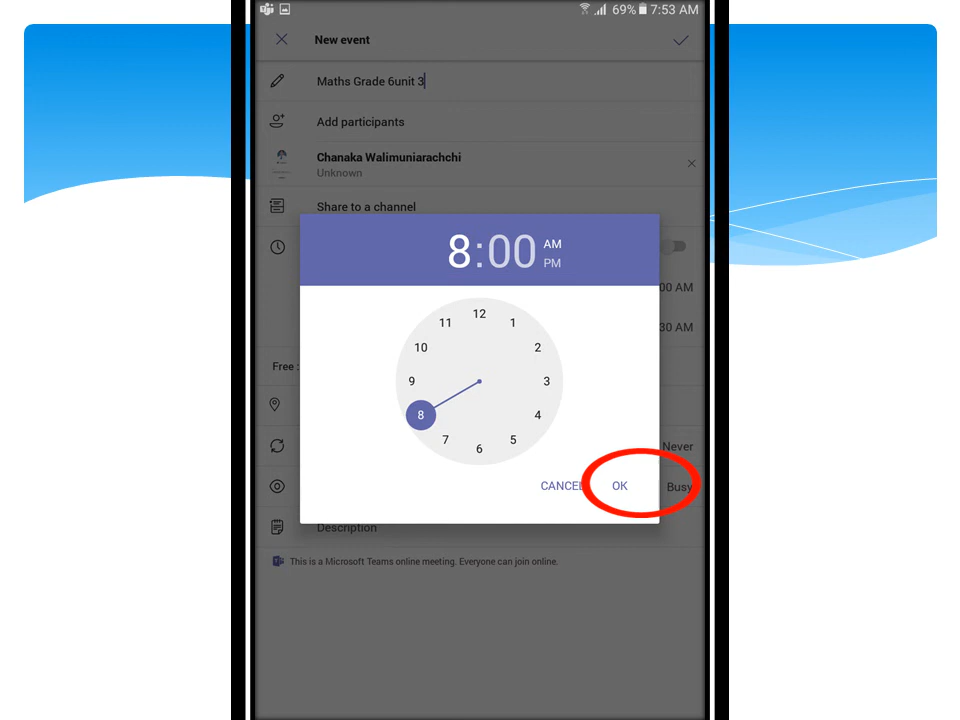 69% 7:53 AM
New event
Maths Grade 6unit 3
Add participants
Chanaka Walimuniarachchi
Unknown
Share to a channel
8:00 AM
PM
00 AM
30 AM
12
11 1
10 2
9 3
8 4
7 5
6
Free :
Never
CANCEL OK
Busy
Description
This is a Microsoft Teams online meeting. Everyone can join online.